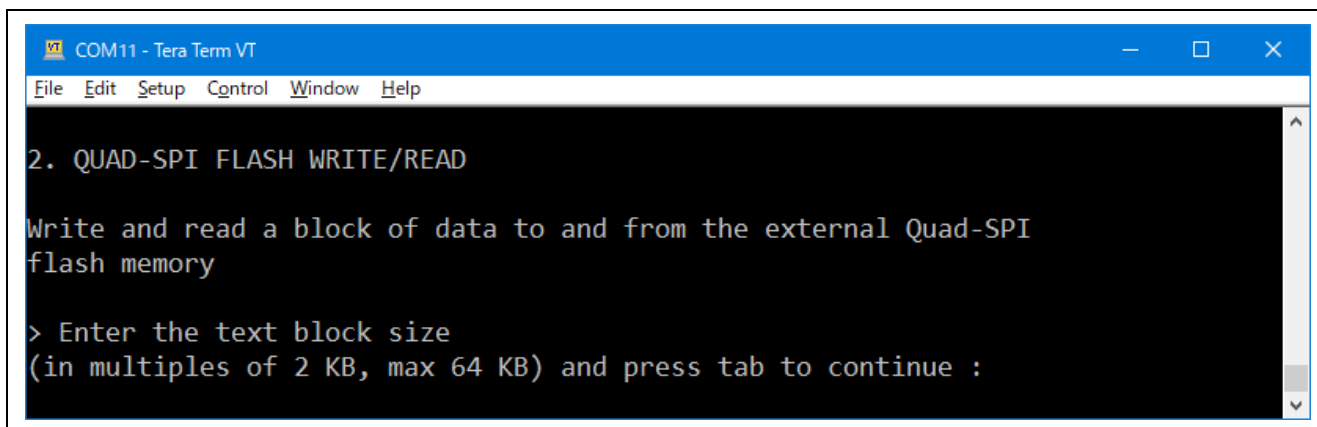 COM11 - Tera Term VT
File Edit Setup Control Window Help
2. QUAD-SPI FLASH WRITE/READ
Write and read a block of data to and from the external Quad-SPI
flash memory
> Enter the text block size
(in multiples of 2 KB, max 64 KB) and press tab to continue :